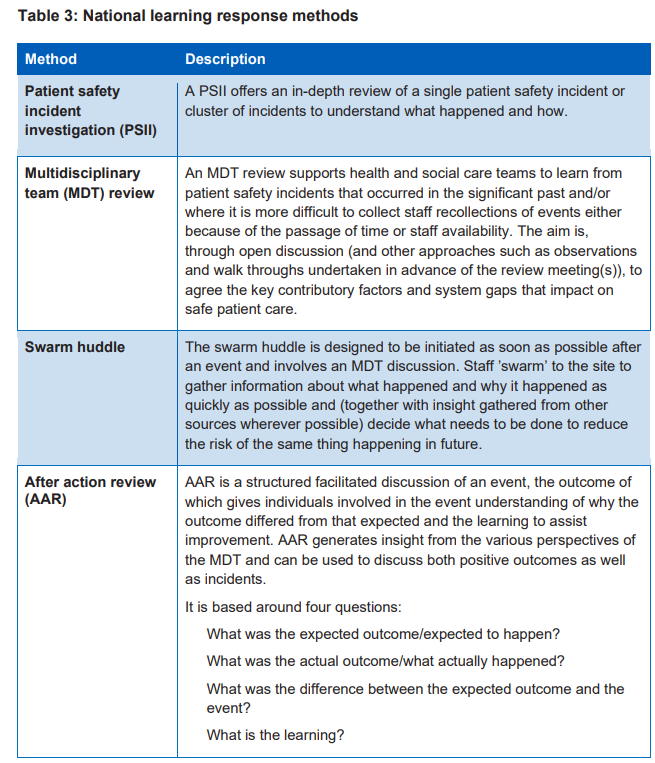 Table 3: National learning response methods
Method
Description
Patient safety
incident
investigation (PSII)
A PSII offers an in-depth review of a single patient safety incident or
cluster of incidents to understand what happened and how.
Multidisciplinary
team (MDT) review
An MDT review supports health and social care teams to learn from
patient safety incidents that occurred in the significant past and/or
where it is more difficult to collect staff recollections of events either
because of the passage of time or staff availability. The aim is,
through open discussion (and other approaches such as observations
and walk throughs undertaken in advance of the review meeting(s)), to
agree the key contributory factors and system gaps that impact on
safe patient care.
Swarm huddle
The swarm huddle is designed to be initiated as soon as possible after
an event and involves an MDT discussion. Staff ’swarm’ to the site to
gather information about what happened and why it happened as
quickly as possible and (together with insight gathered from other
sources wherever possible) decide what needs to be done to reduce
the risk of the same thing happening in future.
After action review
(AAR)
AAR is a structured facilitated discussion of an event, the outcome of
which gives individuals involved in the event understanding of why the
outcome differed from that expected and the learning to assist
improvement. AAR generates insight from the various perspectives of
the MDT and can be used to discuss both positive outcomes as well
as incidents.
It is based around four questions:
What was the expected outcome/expected to happen?
What was the actual outcome/what actually happened?
What was the difference between the expected outcome and the
event?
What is the learning?